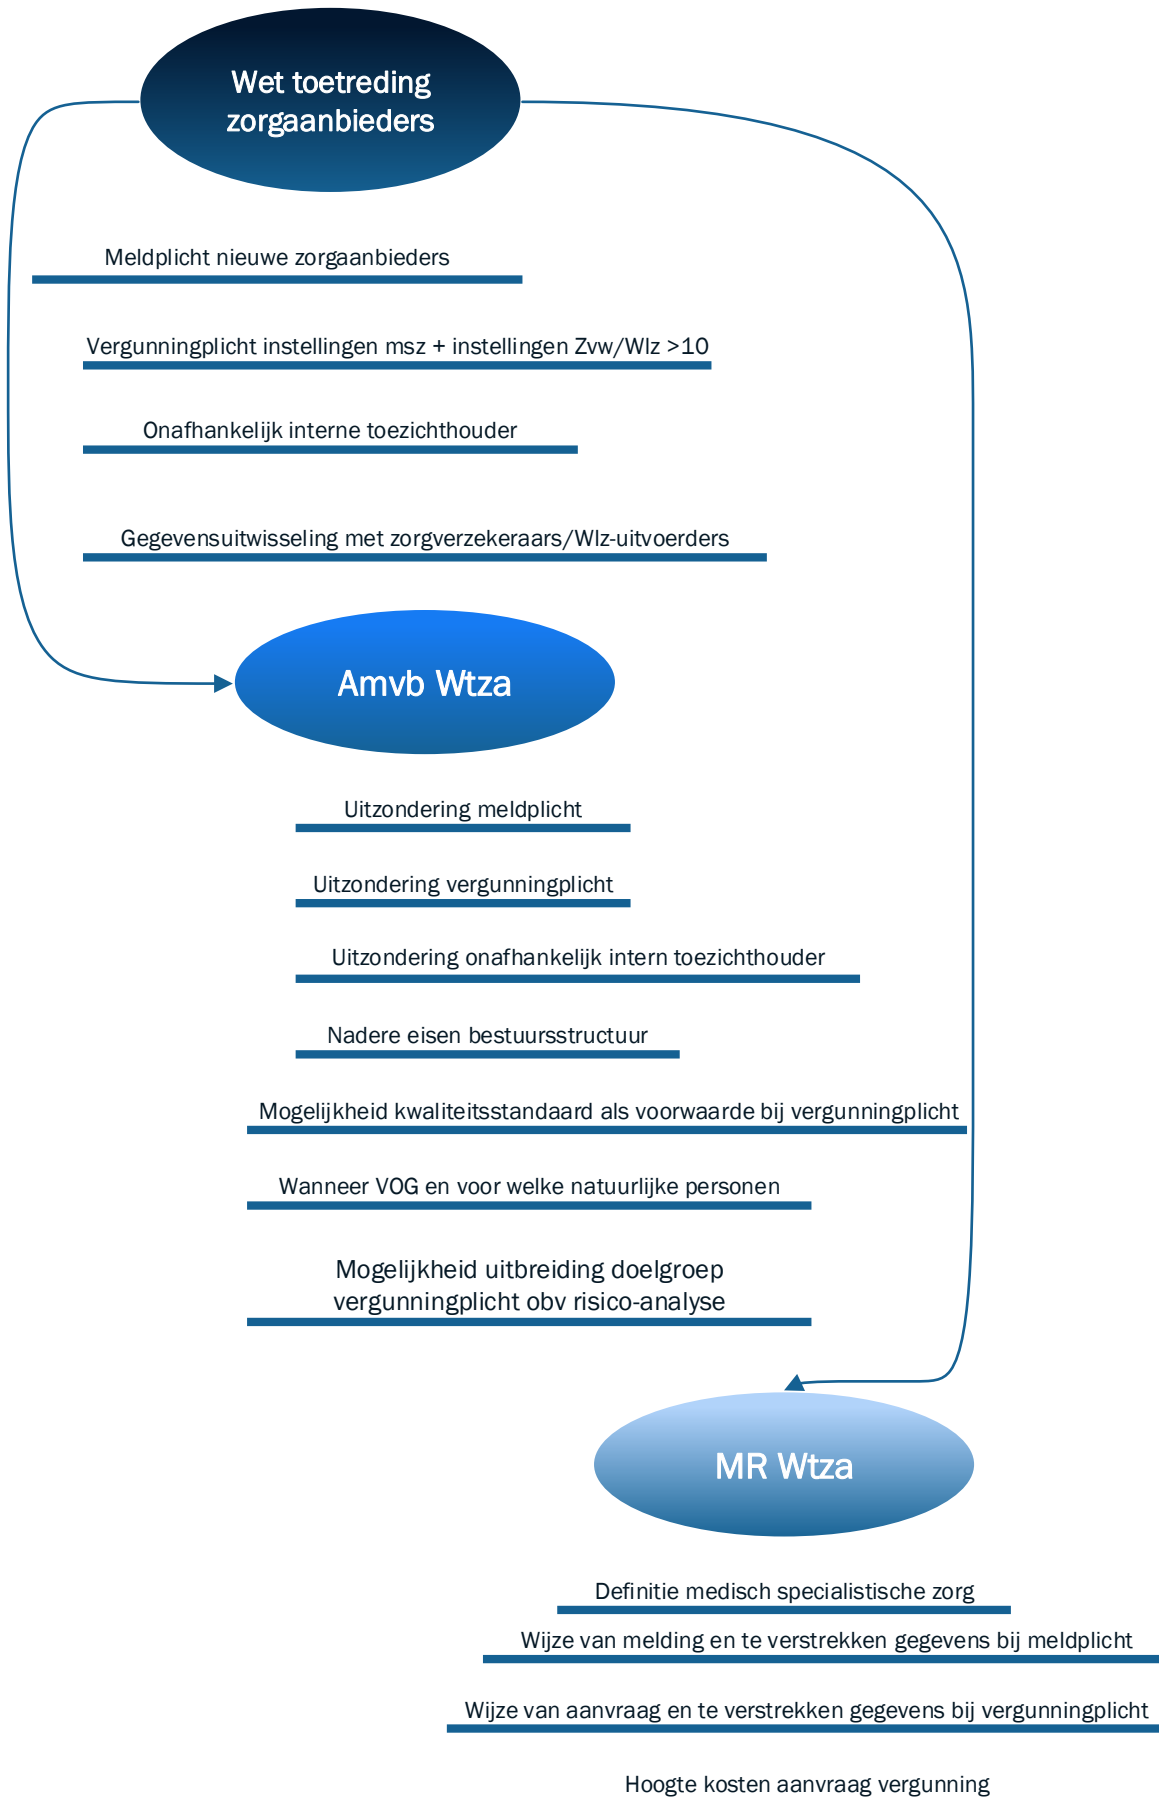 Wet toetreding
zorgaanbieders
Meldplicht nieuwe zorgaanbieders
Vergunningplicht instellingen msz + instellingen Zvw/Wlz >10
Onafhankelijk interne toezichthouder
Gegevensuitwisseling met zorgverzekeraars/Wlz-uitvoerders
Amvb Wtza
Uitzondering meldplicht
Uitzondering vergunningplicht
Uitzondering onafhankelijk intern toezichthouder
Nadere eisen bestuursstructuur
Mogelijkheid kwaliteitsstandaard als voorwaarde bij vergunningplicht
Wanneer VOG en voor welke natuurlijke personen
Mogelijkheid uitbreiding doelgroep
vergunningplicht obv risico-analyse
MR Wtza
Definitie medisch specialistische zorg
Wijze van melding en te verstrekken gegevens bij meldplicht
Wijze van aanvraag en te verstrekken gegevens bij vergunningplicht
Hoogte kosten aanvraag vergunning